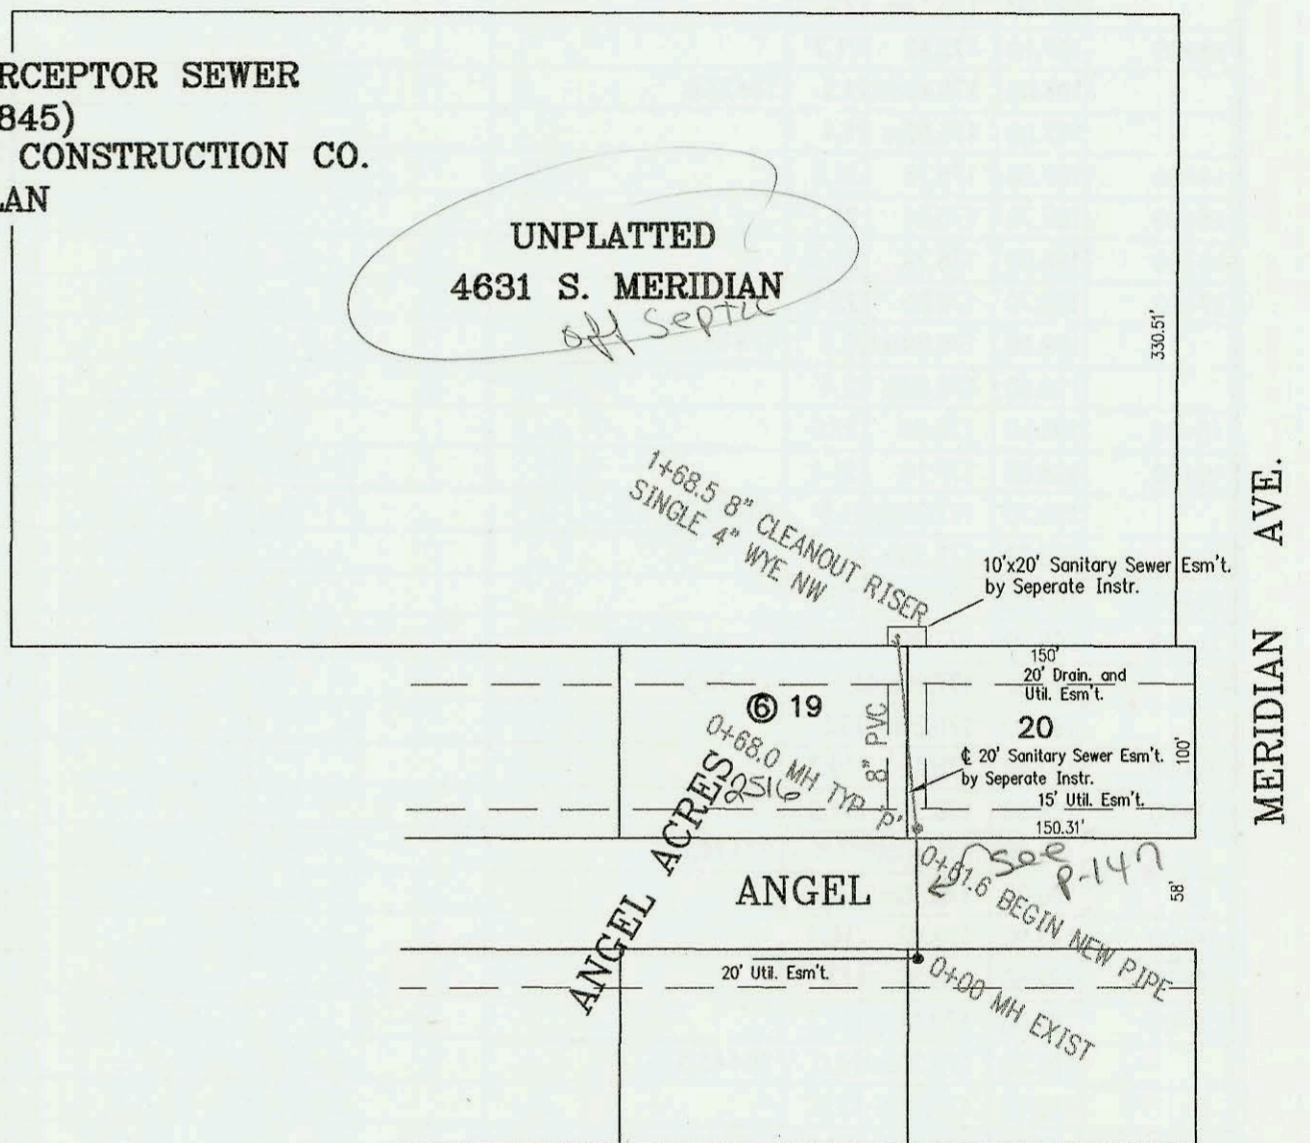 RCEPTOR SEWER
845)
CONSTRUCTION CO.
LAN
UNPLATTED
4631 S. MERIDIAN
off Septic
330.51'
1+68.5 8" CLEANOUT RISER
SINGLE 4" WYE NW
10'x20' Sanitary Sewer Esm't.
by Seperate Instr.
MERIDIAN AVE.
150'
20' Drain. and
Util. Esm't.
6 19
20
100'
8" PVC
0+68.0 MH TYP 'P'
2516
℄ 20' Sanitary Sewer Esm't.
by Seperate Instr.
15' Util. Esm't.
150.31'
ANGEL ACRES
ANGEL
See
p-147
58'
0+61.6 BEGIN NEW PIPE
20' Util. Esm't.
0+00 MH EXIST